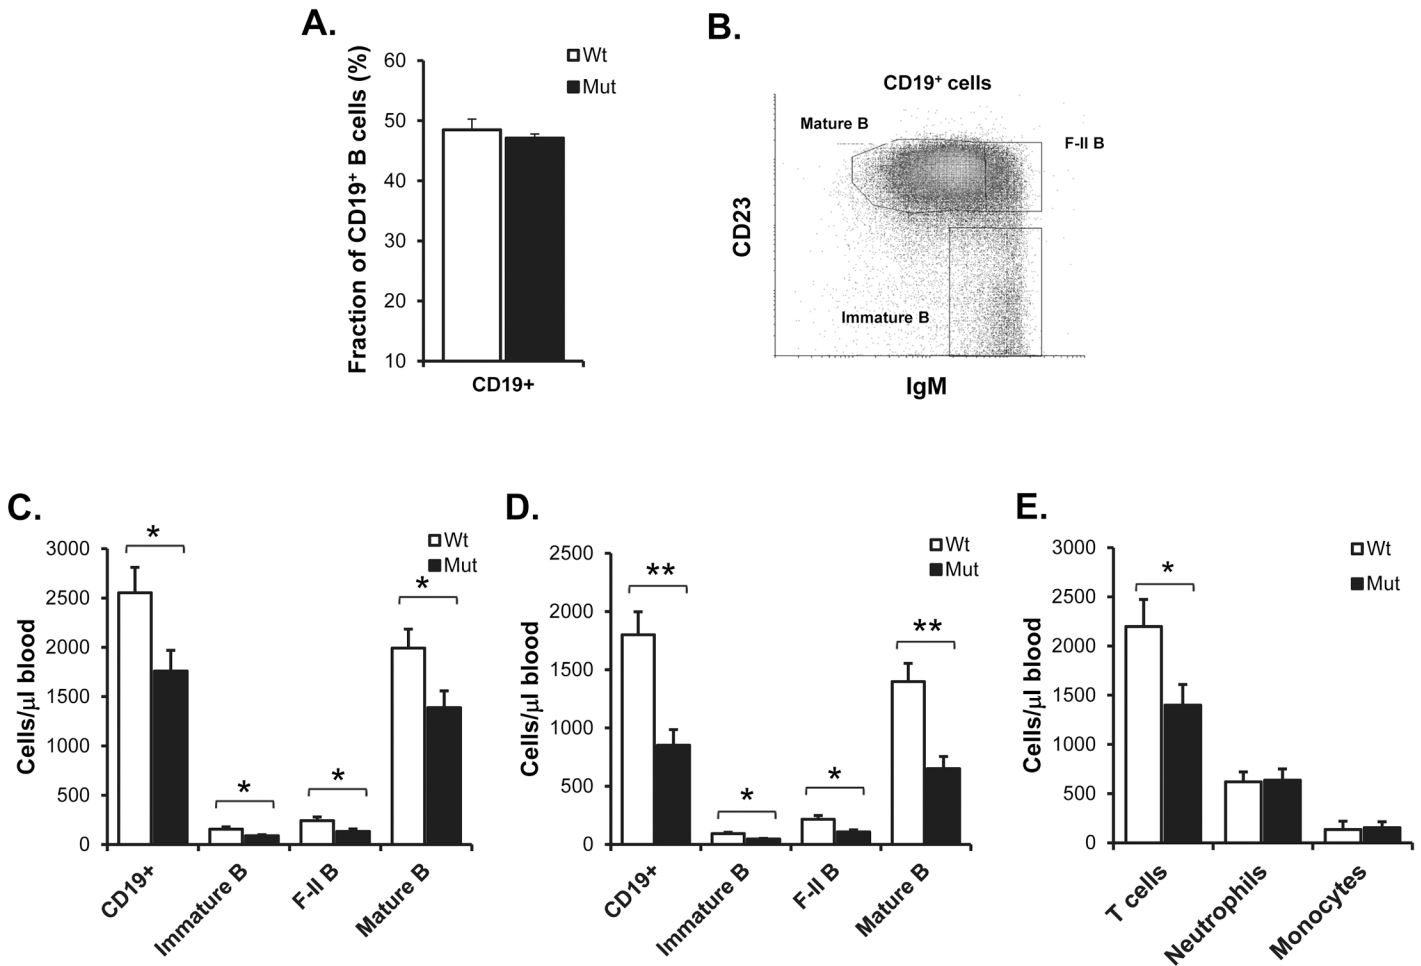 A.
Fraction of CD19⁺ B cells (%)
60
50
40
30
20
10
CD19+
Wt
Mut
B.
CD19⁺ cells
Mature B
F-II B
Immature B
CD23
IgM
C.
Cells/µl blood
3000
2500
2000
1500
1000
500
0
*
*
*
*
Wt
Mut
CD19+
Immature B
F-II B
Mature B
D.
Cells/µl blood
2500
2000
1500
1000
500
0
**
*
*
**
Wt
Mut
CD19+
Immature B
F-II B
Mature B
E.
Cells/µl blood
3000
2500
2000
1500
1000
500
0
*
Wt
Mut
T cells
Neutrophils
Monocytes